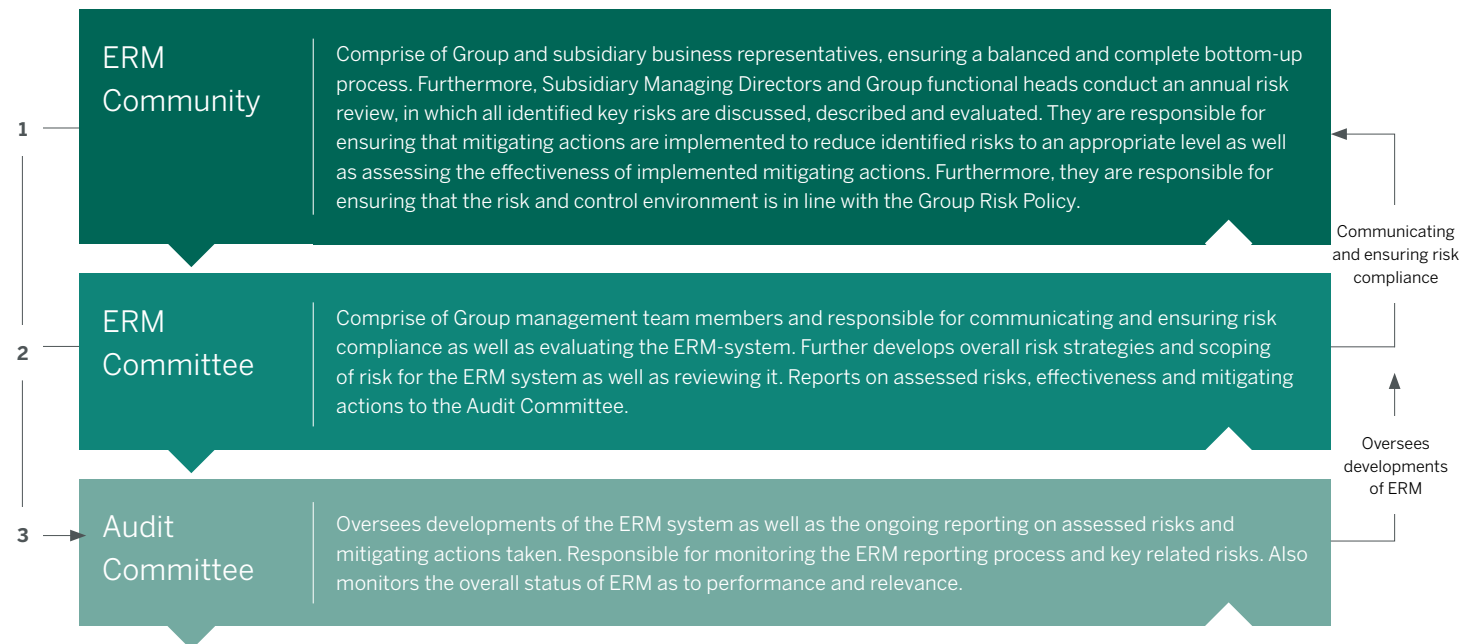 1
ERM
Community
Comprise of Group and subsidiary business representatives, ensuring a balanced and complete bottom-up
process. Furthermore, Subsidiary Managing Directors and Group functional heads conduct an annual risk
review, in which all identified key risks are discussed, described and evaluated. They are responsible for
ensuring that mitigating actions are implemented to reduce identified risks to an appropriate level as well
as assessing the effectiveness of implemented mitigating actions. Furthermore, they are responsible for
ensuring that the risk and control environment is in line with the Group Risk Policy.
Communicating
and ensuring risk
compliance
2
ERM
Committee
Comprise of Group management team members and responsible for communicating and ensuring risk
compliance as well as evaluating the ERM-system. Further develops overall risk strategies and scoping
of risk for the ERM system as well as reviewing it. Reports on assessed risks, effectiveness and mitigating
actions to the Audit Committee.
Oversees
developments
of ERM
3
Audit
Committee
Oversees developments of the ERM system as well as the ongoing reporting on assessed risks and
mitigating actions taken. Responsible for monitoring the ERM reporting process and key related risks. Also
monitors the overall status of ERM as to performance and relevance.